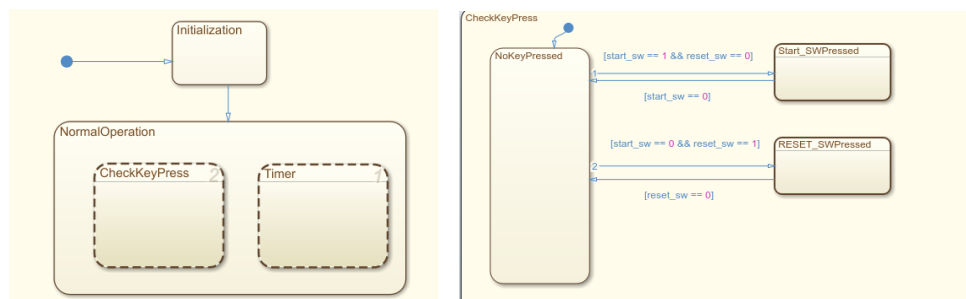 Initialization
NormalOperation
CheckKeyPress 2
Timer 1
CheckKeyPress
NoKeyPressed
[start_sw == 1 && reset_sw == 0]
Start_SWPressed
1
[start_sw == 0]
[start_sw == 0 && reset_sw == 1]
RESET_SWPressed
2
[reset_sw == 0]